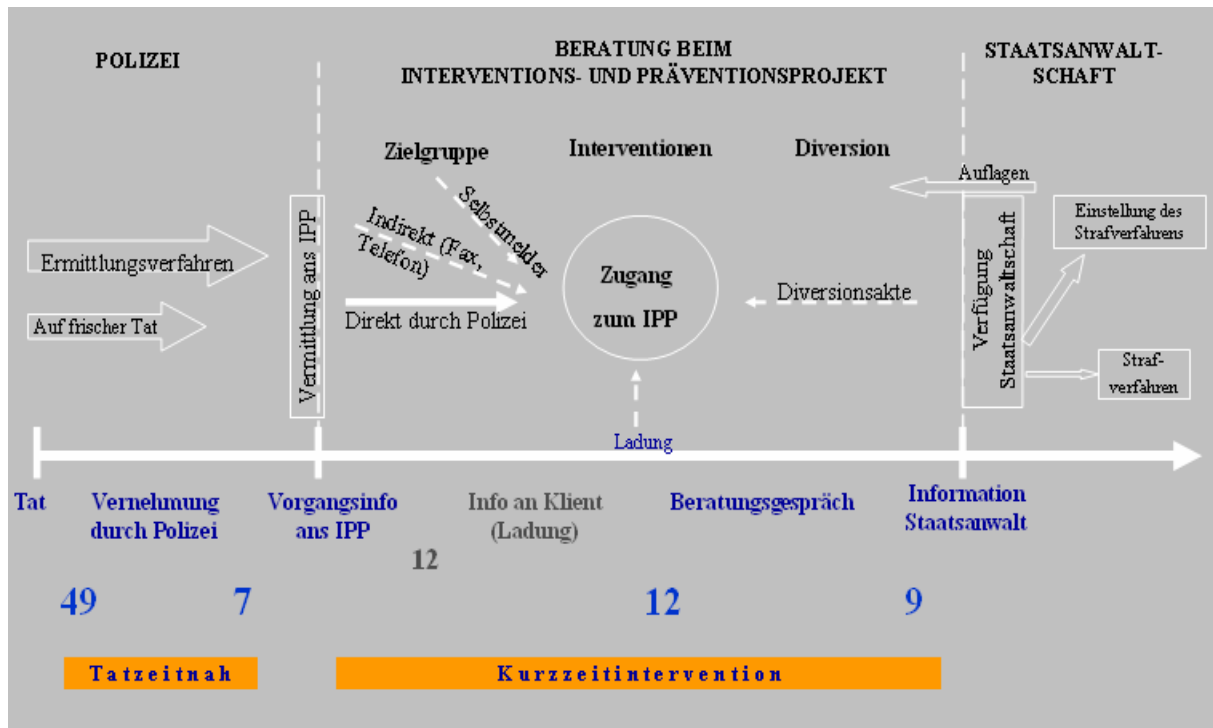 POLIZEI
BERATUNG BEIM
INTERVENTIONS- UND PRÄVENTIONSPROJEKT
STAATSANWALT-
SCHAFT
Zielgruppe
Interventionen
Diversion
Auflagen
Selbstmelder
Indirekt (Fax,
Telefon)
Direkt durch Polizei
Ermittlungsverfahren
Auf frischer Tat
Vermittlung ans IPP
Zugang
zum IPP
Diversionsakte
Verfügung
Staatsanwaltschaft
Einstellung des
Strafverfahrens
Straf-
verfahren
Ladung
Tat
Vernehmung
durch Polizei
Vorgangsinfo
ans IPP
Info an Klient
(Ladung)
Beratungsgespräch
Information
Staatsanwalt
12
49
7
12
9
Tatzeitnah
Kurzzeitintervention